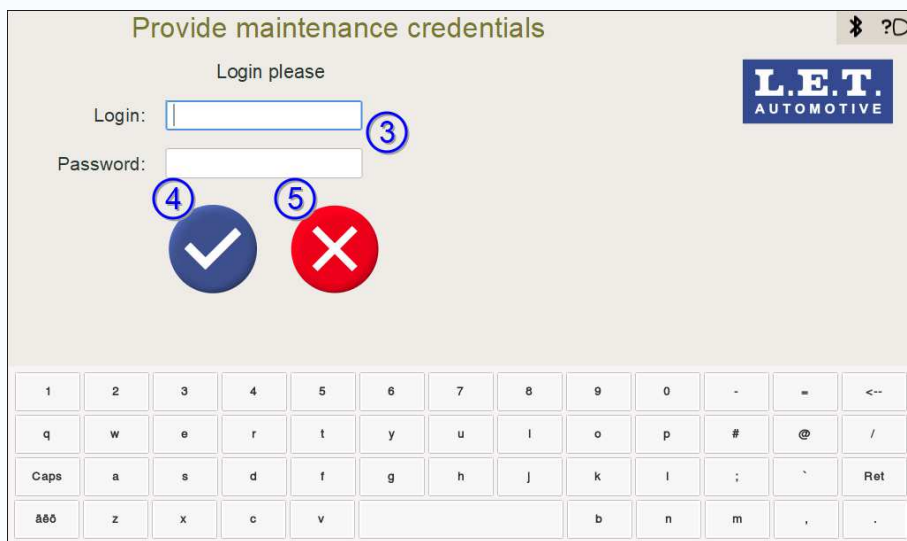 Provide maintenance credentials
?
Login please
L.E.T.
AUTOMOTIVE
Login:
3
Password:
4 5
1 2 3 4 5 6 7 8 9 0 - = <--
q w e r t y u i o p # @ /
Caps a s d f g h j k l ; ` Ret
äëö z x c v b n m , .